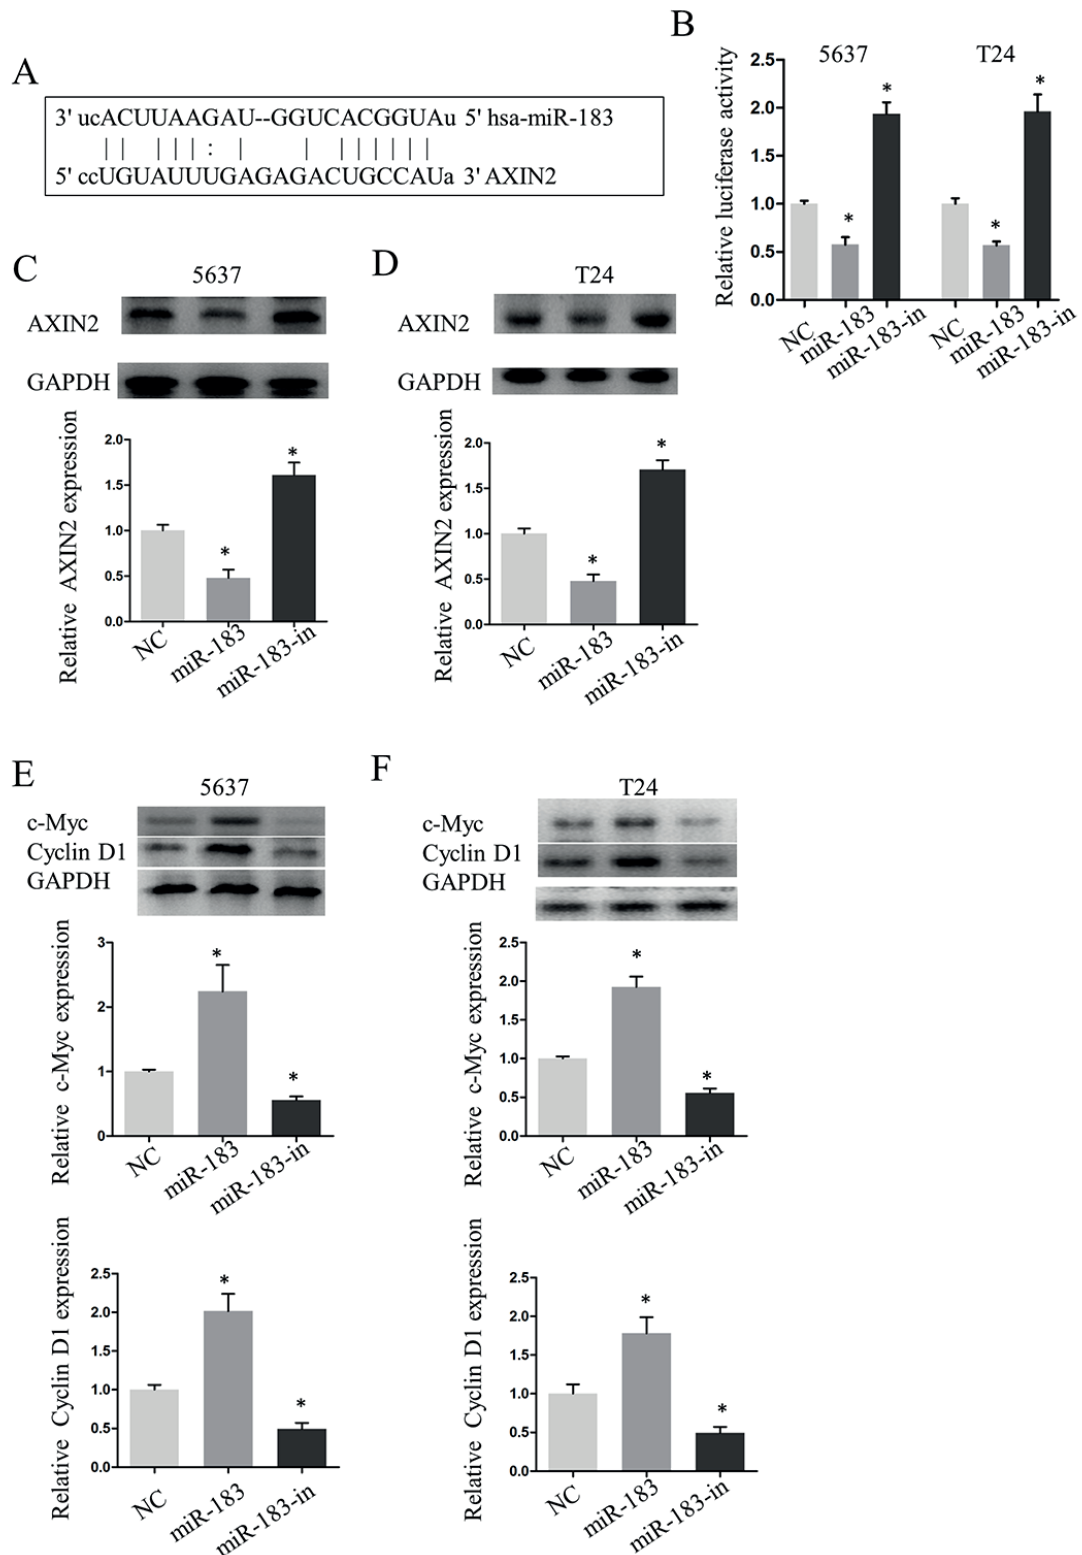 A
3' ucACUUAAGAU--GGUCACGGUAu 5' hsa-miR-183
|| ||| : | | ||||||
5' ccUGUAUUUGAGAGACUGCCAUa 3' AXIN2
B
5637 T24
Relative luciferase activity
2.5
2.0
1.5
1.0
0.5
0.0
* * * *
NC miR-183 miR-183-in NC miR-183 miR-183-in
C
5637
AXIN2
GAPDH
Relative AXIN2 expression
2.0
1.5
1.0
0.5
0.0
* *
NC miR-183 miR-183-in
D
T24
AXIN2
GAPDH
Relative AXIN2 expression
2.0
1.5
1.0
0.5
0.0
* *
NC miR-183 miR-183-in
E
5637
c-Myc
Cyclin D1
GAPDH
Relative c-Myc expression
3
2
1
0
* *
NC miR-183 miR-183-in
Relative Cyclin D1 expression
2.5
2.0
1.5
1.0
0.5
0.0
* *
NC miR-183 miR-183-in
F
T24
c-Myc
Cyclin D1
GAPDH
Relative c-Myc expression
2.5
2.0
1.5
1.0
0.5
0.0
* *
NC miR-183 miR-183-in
Relative Cyclin D1 expression
2.5
2.0
1.5
1.0
0.5
0.0
* *
NC miR-183 miR-183-in